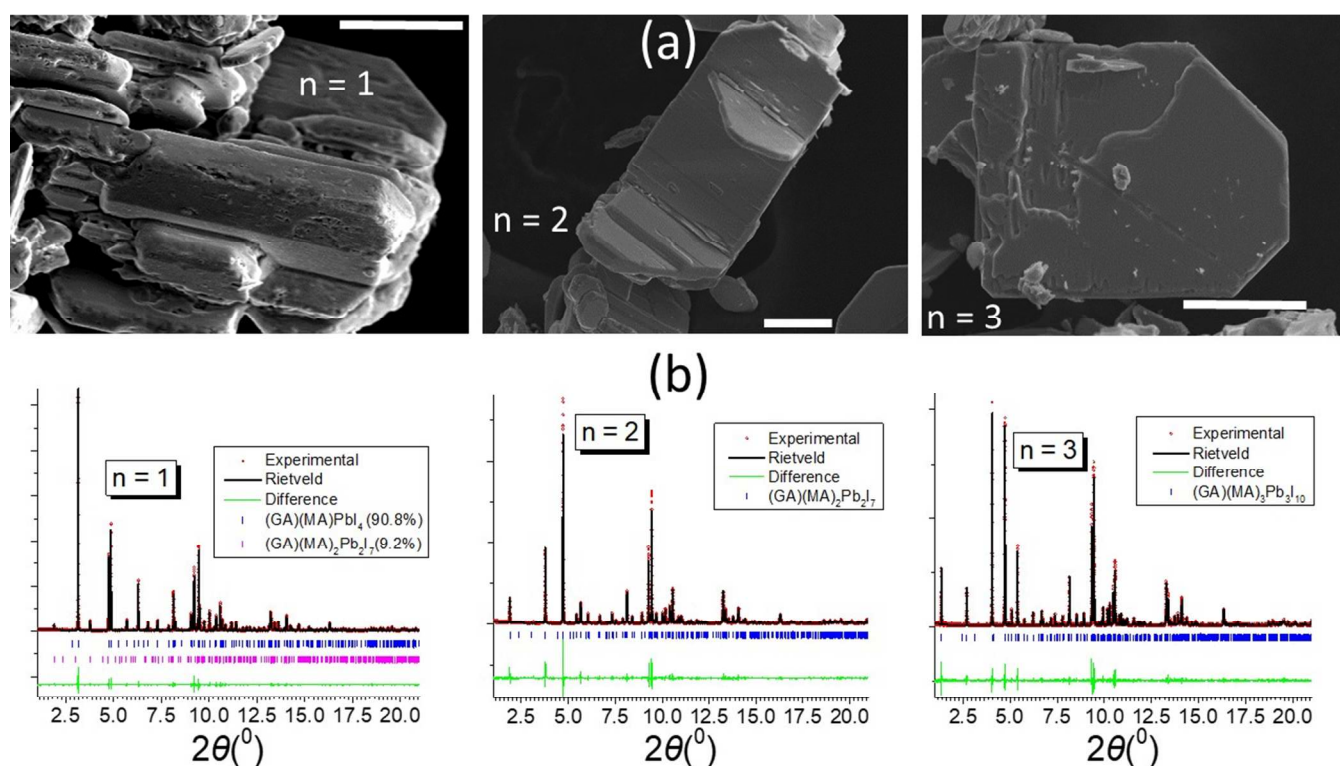 (a)
n = 1
n = 2
n = 3
(b)
n = 1
Experimental
Rietveld
Difference
(GA)(MA)PbI₄ (90.8%)
(GA)(MA)₂Pb₂I₇(9.2%)
2.5 5.0 7.5 10.0 12.5 15.0 17.5 20.0
2θ(⁰)
n = 2
Experimental
Rietveld
Difference
(GA)(MA)₂Pb₂I₇
2.5 5.0 7.5 10.0 12.5 15.0 17.5 20.0
2θ(⁰)
n = 3
Experimental
Rietveld
Difference
(GA)(MA)₃Pb₃I₁₀
2.5 5.0 7.5 10.0 12.5 15.0 17.5 20.0
2θ(⁰)